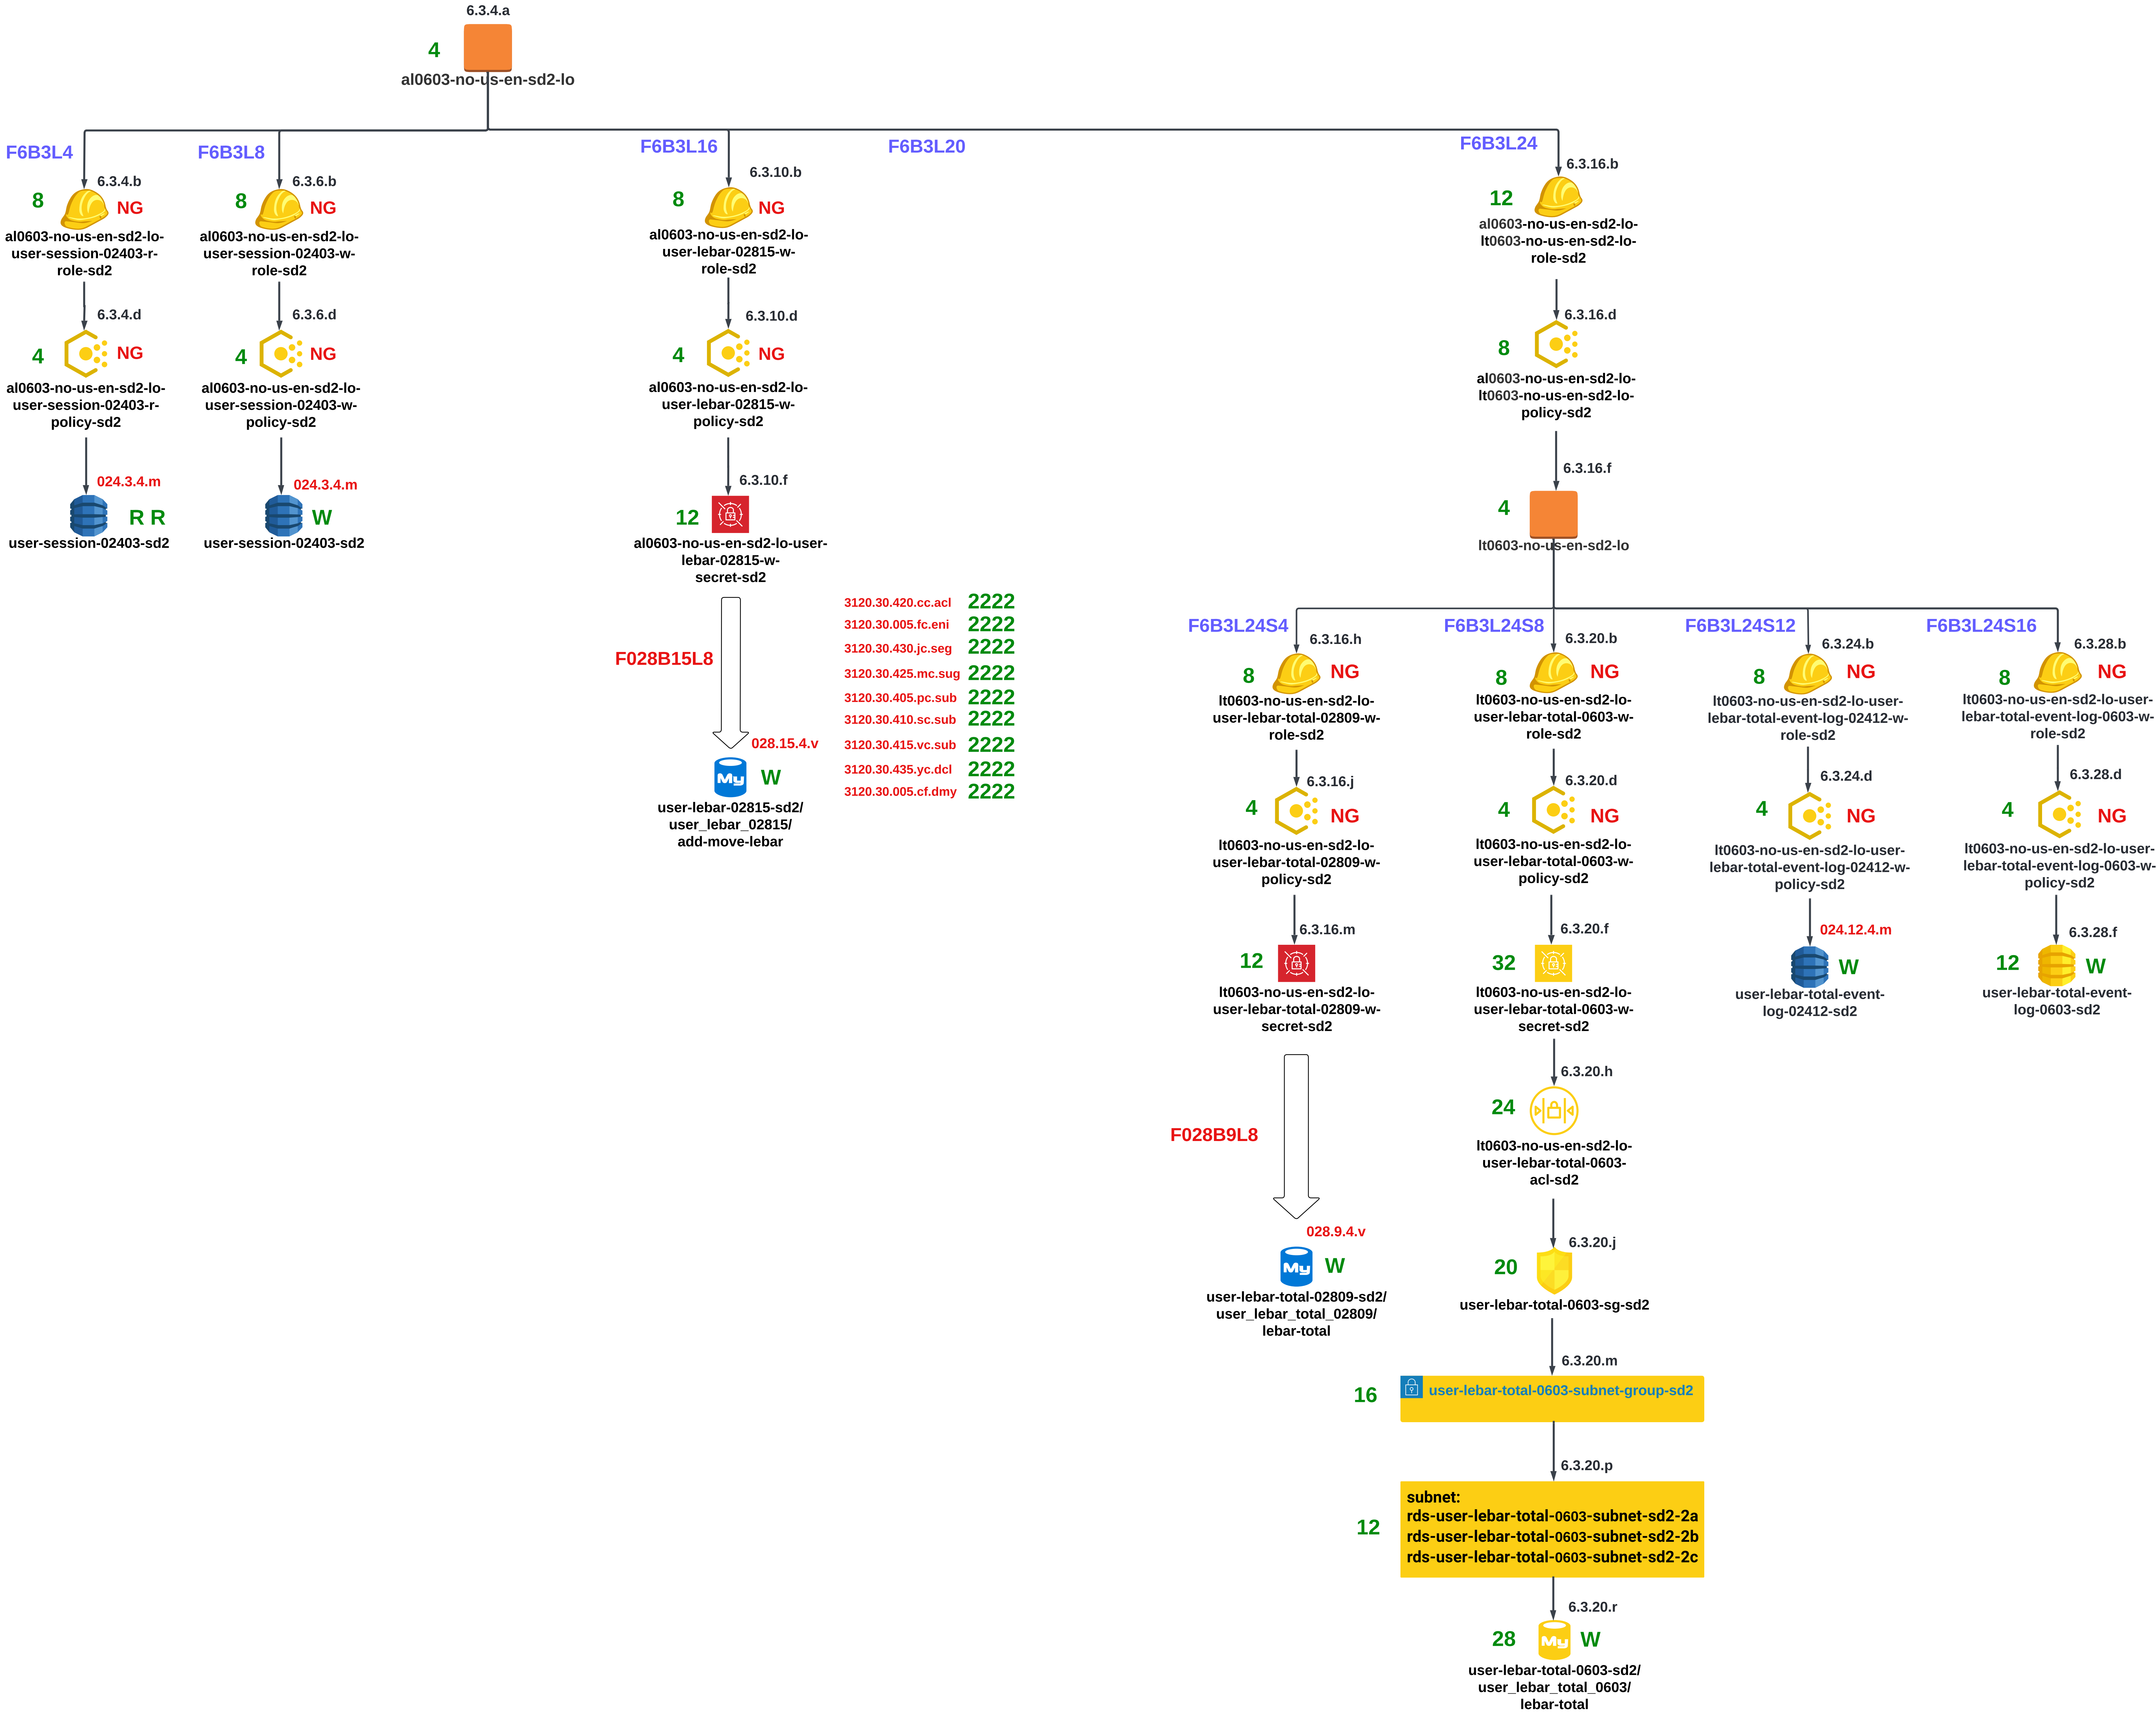 6.3.4.a
4
al0603-no-us-en-sd2-lo
F6B3L4
F6B3L8
F6B3L16
F6B3L20
F6B3L24
6.3.4.b
8
NG
al0603-no-us-en-sd2-lo-
user-session-02403-r-
role-sd2
6.3.4.d
4
NG
al0603-no-us-en-sd2-lo-
user-session-02403-r-
policy-sd2
024.3.4.m
R R
user-session-02403-sd2
6.3.6.b
8
NG
al0603-no-us-en-sd2-lo-
user-session-02403-w-
role-sd2
6.3.6.d
4
NG
al0603-no-us-en-sd2-lo-
user-session-02403-w-
policy-sd2
024.3.4.m
W
user-session-02403-sd2
6.3.10.b
8
NG
al0603-no-us-en-sd2-lo-
user-lebar-02815-w-
role-sd2
6.3.10.d
4
NG
al0603-no-us-en-sd2-lo-
user-lebar-02815-w-
policy-sd2
6.3.10.f
12
al0603-no-us-en-sd2-lo-user-
lebar-02815-w-
secret-sd2
F028B15L8
028.15.4.v
W
user-lebar-02815-sd2/
user_lebar_02815/
add-move-lebar
3120.30.420.cc.acl 2222
3120.30.005.fc.eni 2222
3120.30.430.jc.seg 2222
3120.30.425.mc.sug 2222
3120.30.405.pc.sub 2222
3120.30.410.sc.sub 2222
3120.30.415.vc.sub 2222
3120.30.435.yc.dcl 2222
3120.30.005.cf.dmy 2222
6.3.16.b
12
al0603-no-us-en-sd2-lo-
lt0603-no-us-en-sd2-lo-
role-sd2
6.3.16.d
8
al0603-no-us-en-sd2-lo-
lt0603-no-us-en-sd2-lo-
policy-sd2
6.3.16.f
4
lt0603-no-us-en-sd2-lo
F6B3L24S4
F6B3L24S8
F6B3L24S12
F6B3L24S16
6.3.16.h
8
NG
lt0603-no-us-en-sd2-lo-
user-lebar-total-02809-w-
role-sd2
6.3.16.j
4
NG
lt0603-no-us-en-sd2-lo-
user-lebar-total-02809-w-
policy-sd2
6.3.16.m
12
lt0603-no-us-en-sd2-lo-
user-lebar-total-02809-w-
secret-sd2
F028B9L8
028.9.4.v
W
user-lebar-total-02809-sd2/
user_lebar_total_02809/
lebar-total
6.3.20.b
8
NG
lt0603-no-us-en-sd2-lo-
user-lebar-total-0603-w-
role-sd2
6.3.20.d
4
NG
lt0603-no-us-en-sd2-lo-
user-lebar-total-0603-w-
policy-sd2
6.3.20.f
32
lt0603-no-us-en-sd2-lo-
user-lebar-total-0603-w-
secret-sd2
6.3.20.h
24
lt0603-no-us-en-sd2-lo-
user-lebar-total-0603-
acl-sd2
6.3.20.j
20
user-lebar-total-0603-sg-sd2
6.3.20.m
16
user-lebar-total-0603-subnet-group-sd2
6.3.20.p
12
subnet:
rds-user-lebar-total-0603-subnet-sd2-2a
rds-user-lebar-total-0603-subnet-sd2-2b
rds-user-lebar-total-0603-subnet-sd2-2c
6.3.20.r
28
My
W
user-lebar-total-0603-sd2/
user_lebar_total_0603/
lebar-total
6.3.24.b
8
NG
lt0603-no-us-en-sd2-lo-user-
lebar-total-event-log-02412-w-
role-sd2
6.3.24.d
4
NG
lt0603-no-us-en-sd2-lo-user-
lebar-total-event-log-02412-w-
policy-sd2
024.12.4.m
W
user-lebar-total-event-
log-02412-sd2
6.3.28.b
8
NG
lt0603-no-us-en-sd2-lo-user-
lebar-total-event-log-0603-w-
role-sd2
6.3.28.d
4
NG
lt0603-no-us-en-sd2-lo-user-
lebar-total-event-log-0603-w-
policy-sd2
6.3.28.f
12
W
user-lebar-total-event-
log-0603-sd2